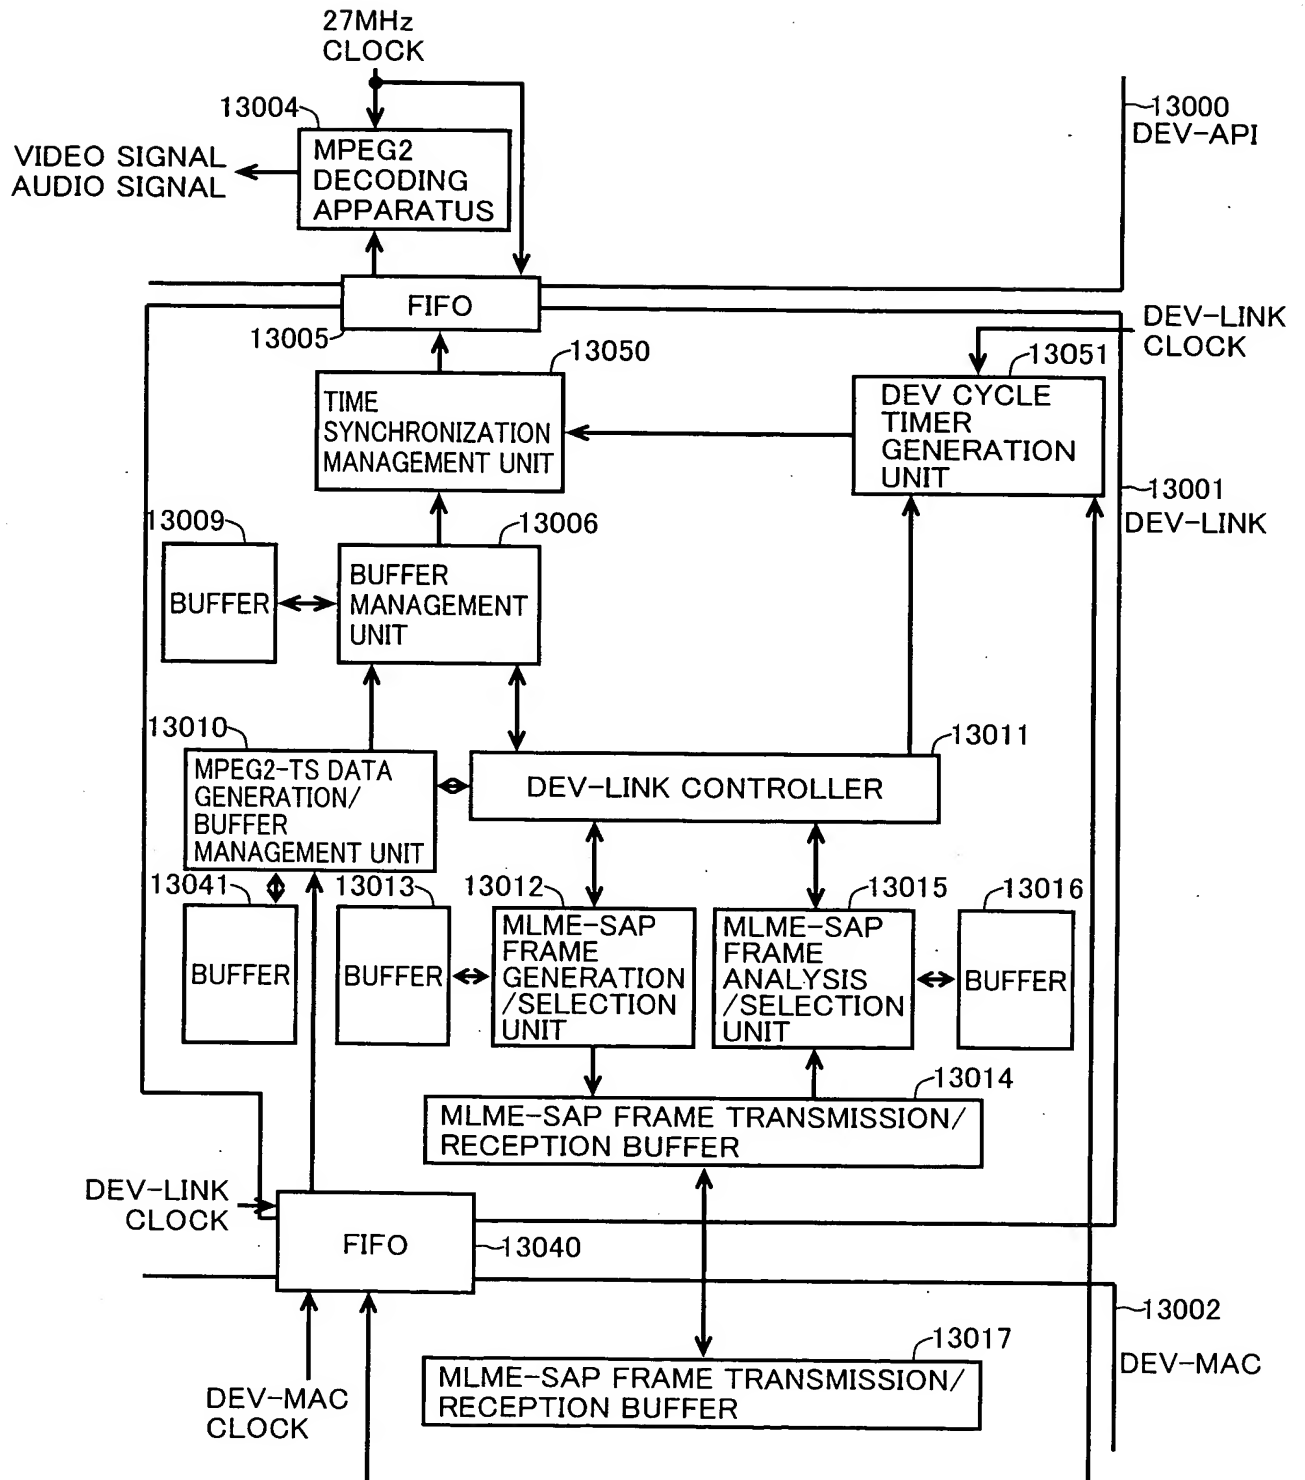 27MHz
CLOCK
13004
13000
DEV-API
VIDEO SIGNAL
AUDIO SIGNAL
MPEG2
DECODING
APPARATUS
FIFO
13005
DEV-LINK
CLOCK
13050
13051
TIME
SYNCHRONIZATION
MANAGEMENT UNIT
DEV CYCLE
TIMER
GENERATION
UNIT
13001
DEV-LINK
13009
13006
BUFFER
BUFFER
MANAGEMENT
UNIT
13010
13011
MPEG2-TS DATA
GENERATION/
BUFFER
MANAGEMENT UNIT
DEV-LINK CONTROLLER
13041
13013
13012
13015
13016
BUFFER
BUFFER
MLME-SAP
FRAME
GENERATION
/SELECTION
UNIT
MLME-SAP
FRAME
ANALYSIS
/SELECTION
UNIT
BUFFER
13014
MLME-SAP FRAME TRANSMISSION/
RECEPTION BUFFER
DEV-LINK
CLOCK
FIFO
13040
13002
DEV-MAC
13017
MLME-SAP FRAME TRANSMISSION/
RECEPTION BUFFER
DEV-MAC
CLOCK